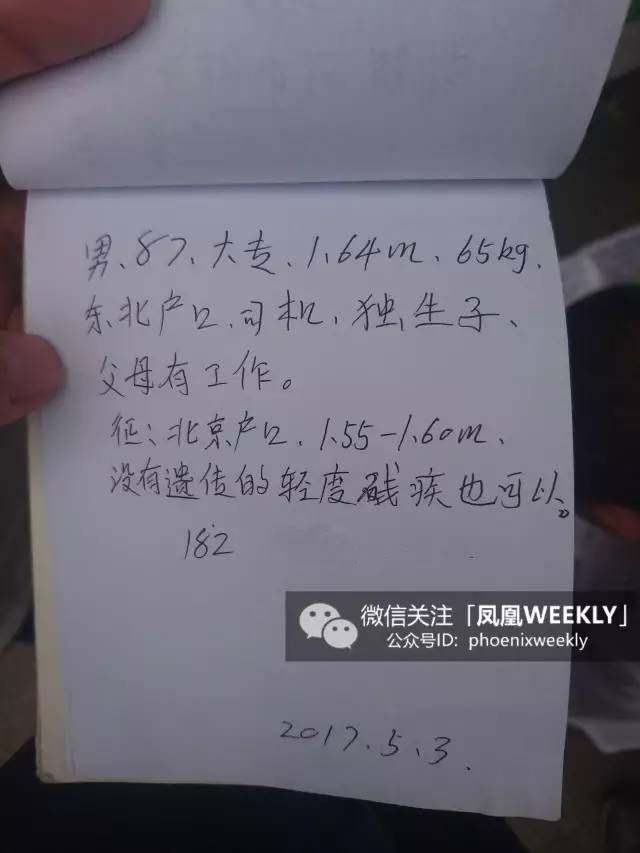 男、87、大专、1.64m、65kg、
东北户口、司机、独生子、
父母有工作。
征：北京户口、1.55-1.60m、
没有遗传的轻度残疾也可以。
182
微信关注「凤凰WEEKLY」
公众号ID: phoenixweekly
2017.5.3.